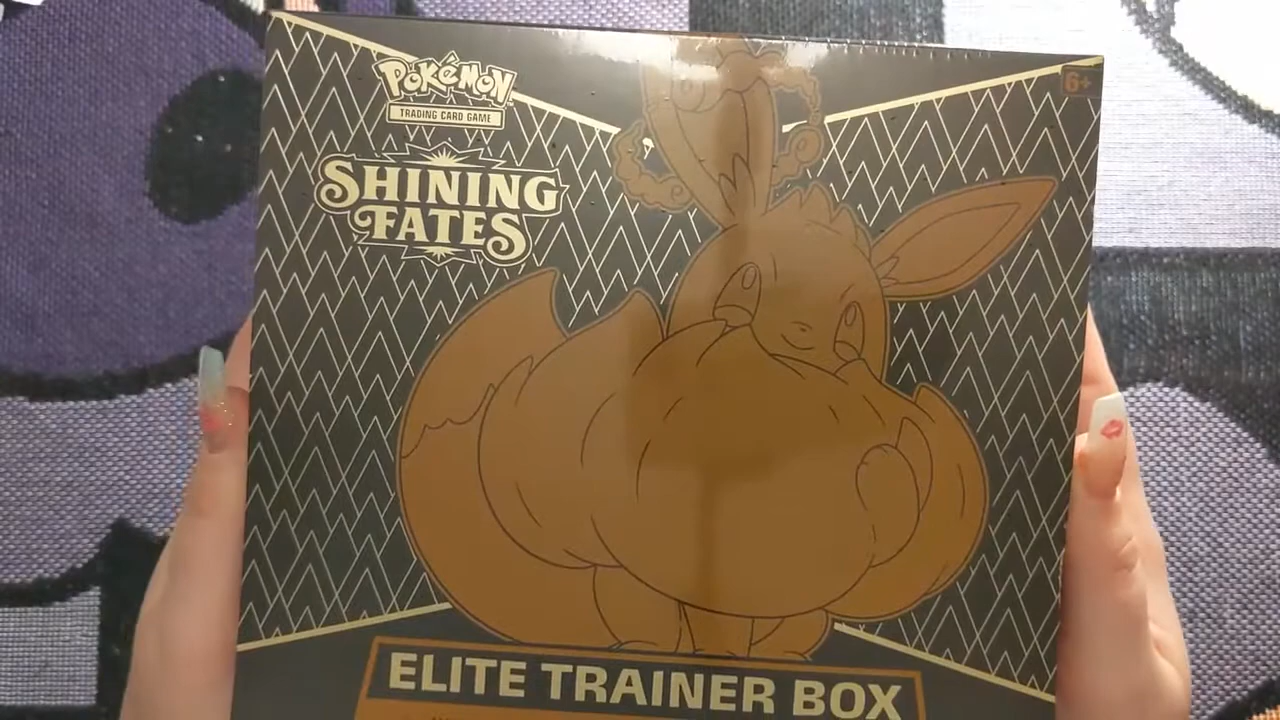 POKÉMON
TRADING CARD GAME
6+
SHINING
FATES
ELITE TRAINER BOX